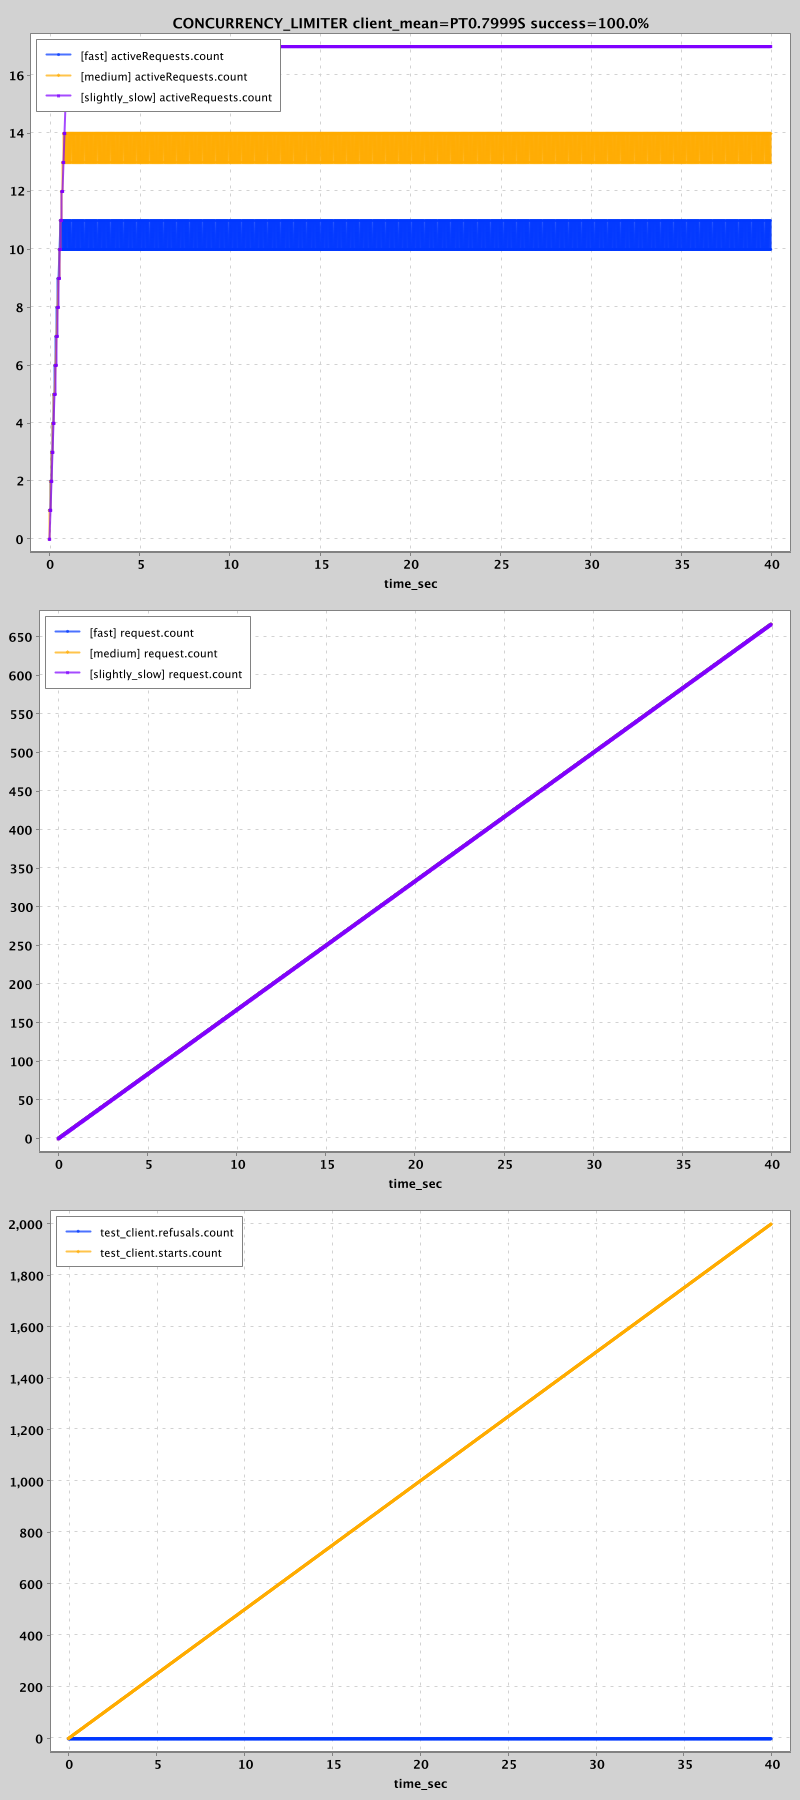 CONCURRENCY_LIMITER client_mean=PT0.7999S success=100.0%
[fast] activeRequests.count
[medium] activeRequests.count
[slightly_slow] activeRequests.count
16
14
12
10
8
6
4
2
0
0 5 10 15 20 25 30 35 40
time_sec
[fast] request.count
[medium] request.count
[slightly_slow] request.count
650
600
550
500
450
400
350
300
250
200
150
100
50
0
0 5 10 15 20 25 30 35 40
time_sec
test_client.refusals.count
test_client.starts.count
2,000
1,800
1,600
1,400
1,200
1,000
800
600
400
200
0
0 5 10 15 20 25 30 35 40
time_sec